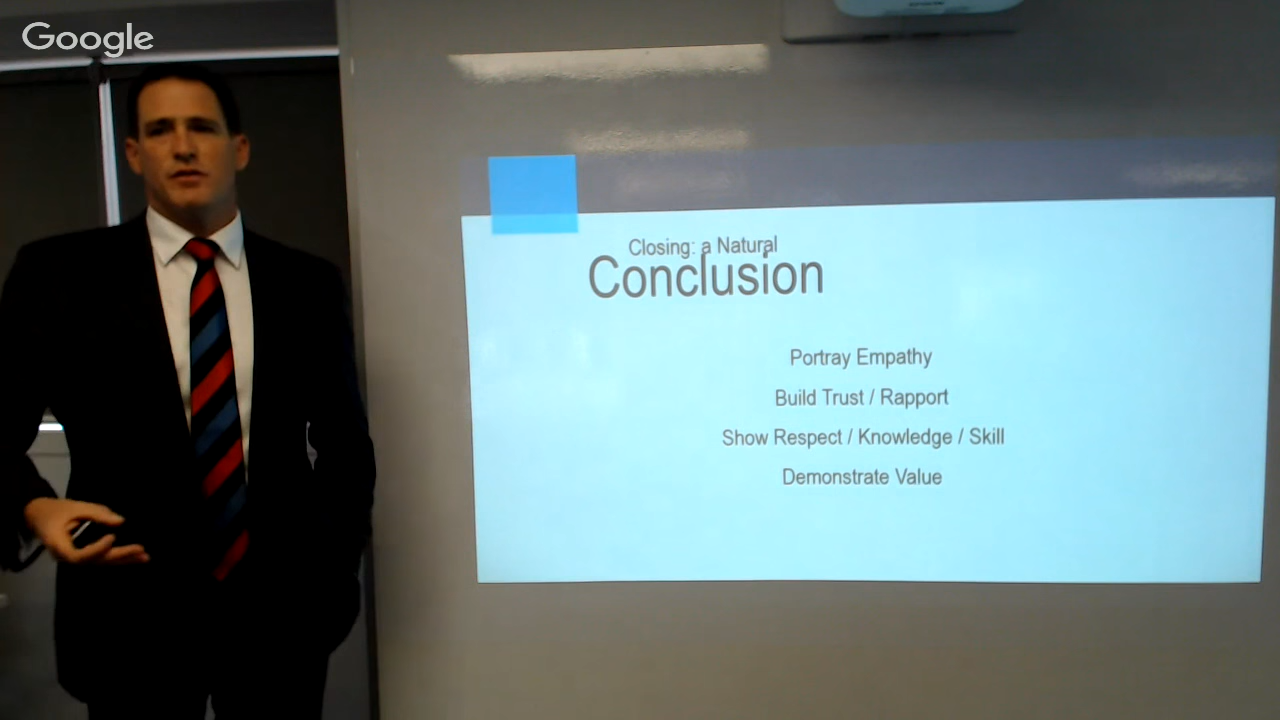 Google
Closing: a Natural
Conclusion
Portray Empathy
Build Trust / Rapport
Show Respect / Knowledge / Skill
Demonstrate Value